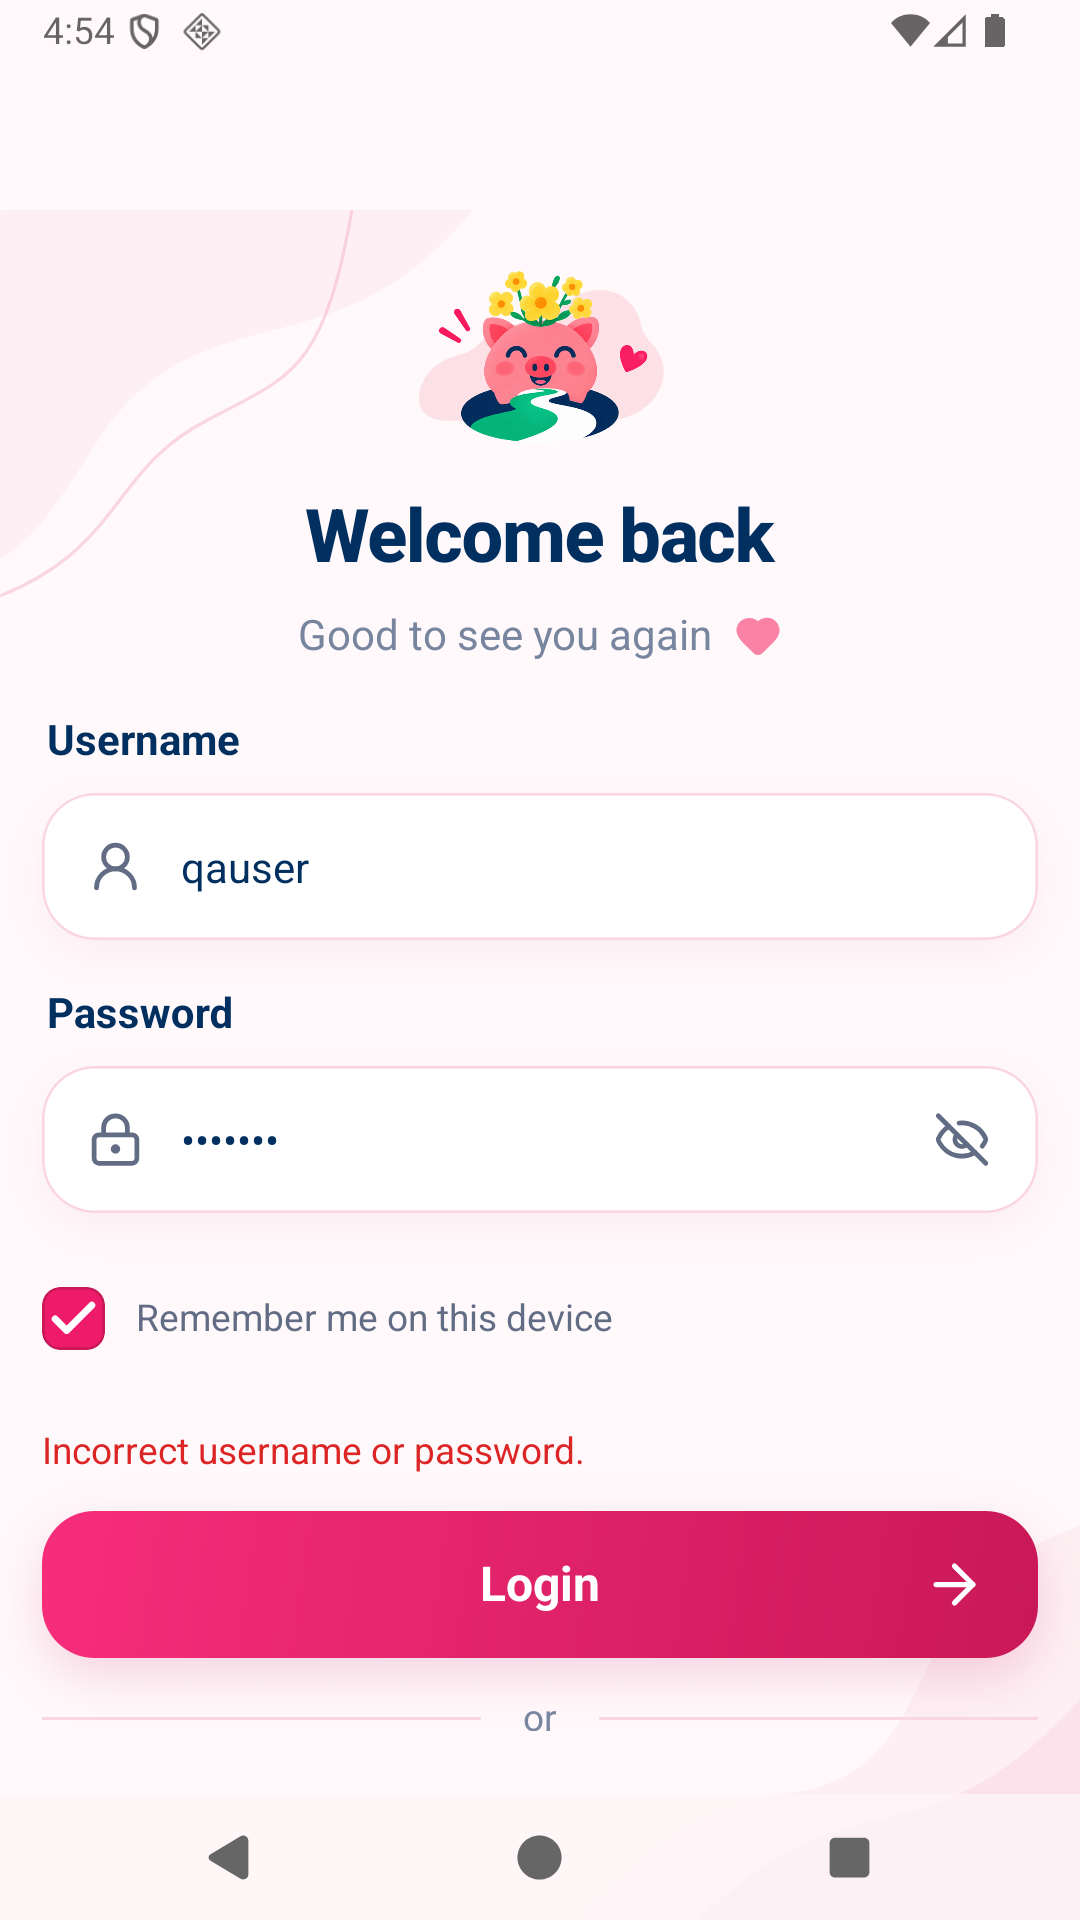 4:54
Welcome back
Good to see you again
Username
qauser
Password
•••••••
Remember me on this device
Incorrect username or password.
Login
or